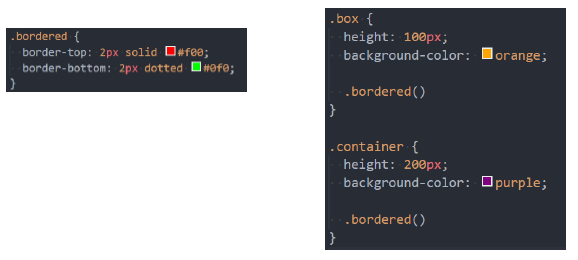 .bordered {
border-top: 2px solid #f00;
border-bottom: 2px dotted #0f0;
}
.box {
height: 100px;
background-color: orange;
.bordered()
}
.container {
height: 200px;
background-color: purple;
.bordered()
}